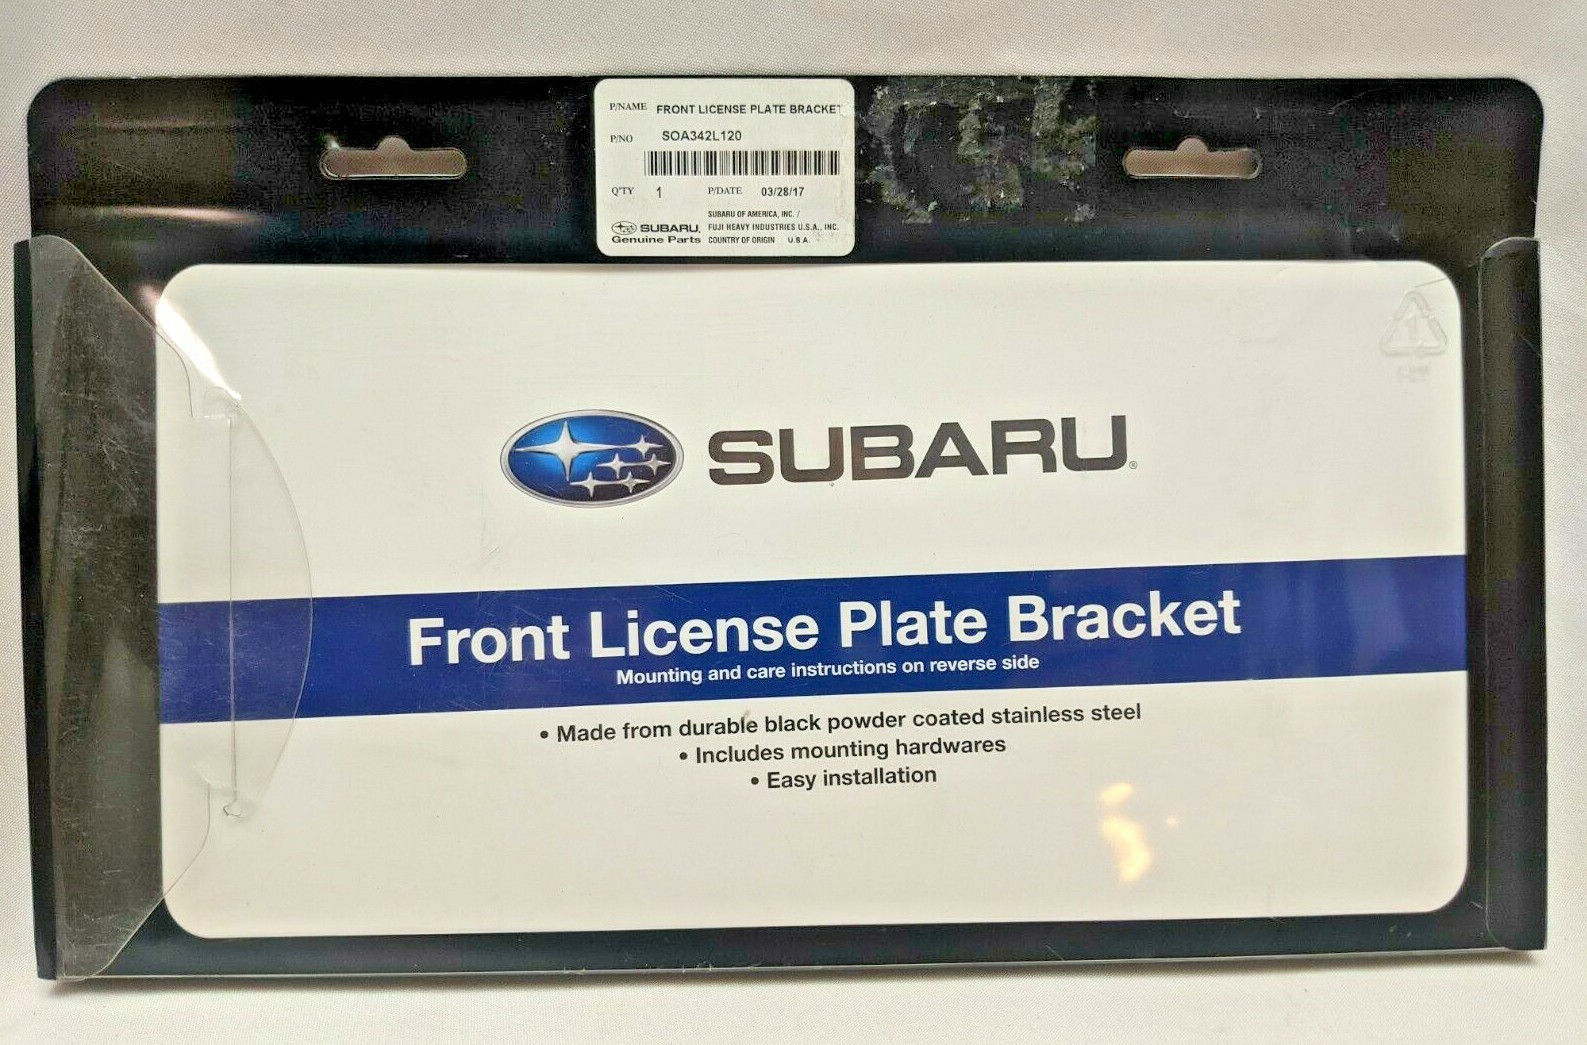 P/NAME FRONT LICENSE PLATE BRACKET
P/NO SOA342L120
Q'TY 1 P/DATE 03/28/17
SUBARU OF AMERICA, INC. /
SUBARU. FUJI HEAVY INDUSTRIES U.S.A., INC.
Genuine Parts COUNTRY OF ORIGIN U.S.A.
1
SUBARU®
Front License Plate Bracket
Mounting and care instructions on reverse side
• Made from durable black powder coated stainless steel
• Includes mounting hardwares
• Easy installation